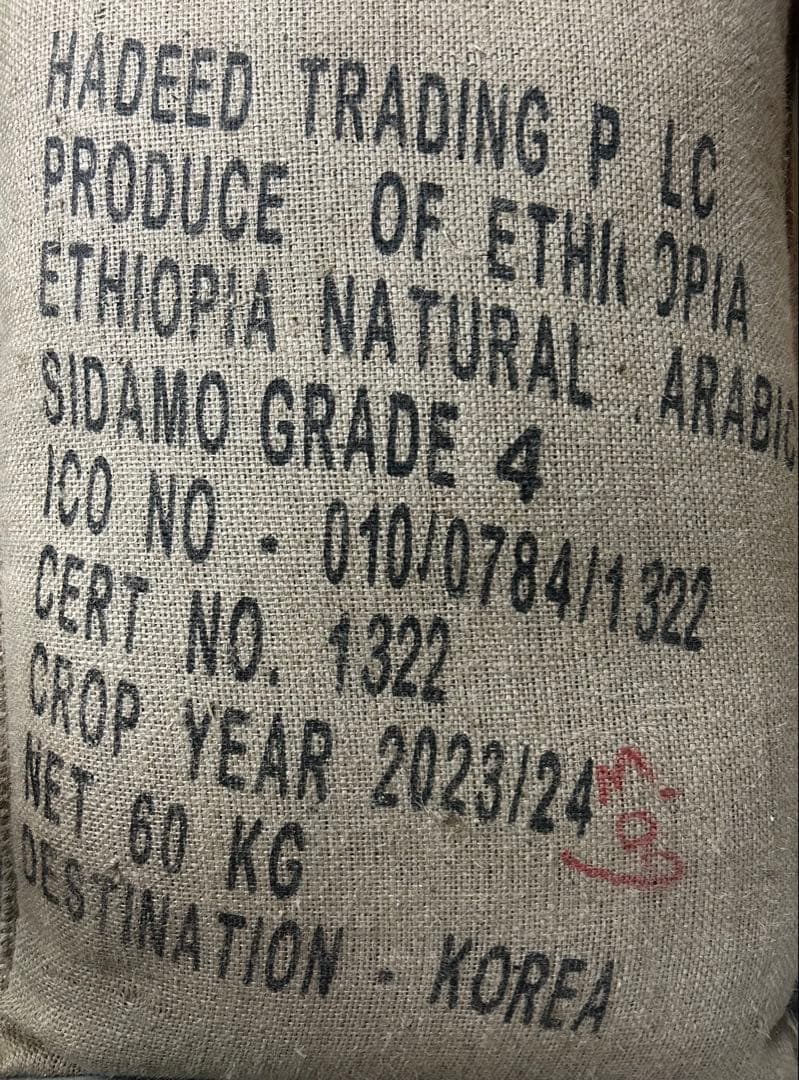 HADEED TRADING P LC
PRODUCE OF ETHIOPIA
ETHIOPIA NATURAL ARABIC
SIDAMO GRADE 4
ICO NO - 010/0784/1322
CERT NO. 1322
CROP YEAR 2023/24
NET 60 KG
DESTINATION - KOREA